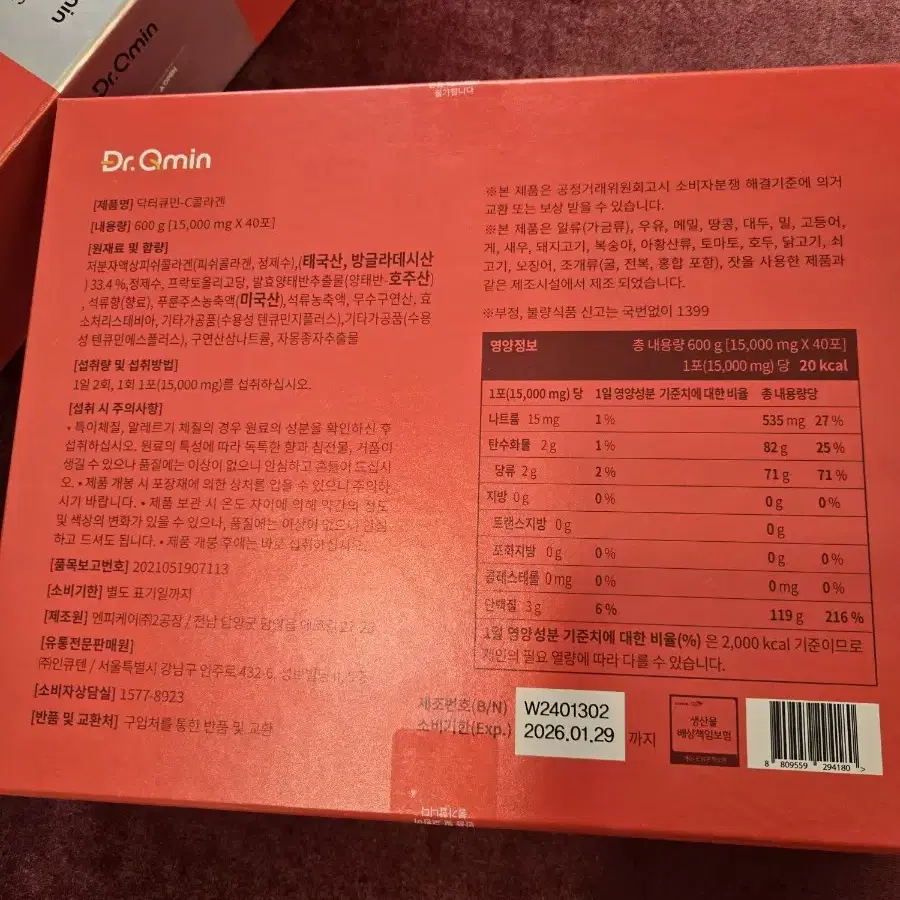 Dr.Qmin
불가합니다
Dr.Qmin
[제품명] 닥터큐민-C콜라겐
[내용량] 600 g [15,000 mg X 40포]
[원재료 및 함량]
저분자액상피쉬콜라겐(피쉬콜라겐, 정제수),(태국산, 방글라데시산
) 33.4 %,정제수, 프락토올리고당, 발효양태반추출물(양태반-호주산)
, 석류향(향료), 푸룬주스농축액(미국산),석류농축액, 무수구연산, 효
소처리스테비아, 기타가공품(수용성 텐큐민지플러스),기타가공품(수용
성 텐큐민에스플러스), 구연산삼나트륨, 자몽종자추출물
[섭취량 및 섭취방법]
1일 2회, 1회 1포(15,000 mg)를 섭취하십시오.
[섭취 시 주의사항]
• 특이체질, 알레르기 체질의 경우 원료의 성분을 확인하신 후
섭취하십시오. 원료의 특성에 따라 독특한 향과 침전물, 거품이
생길 수 있으나 품질에는 이상이 없으니 안심하고 흔들어 드십시
오. • 제품 개봉 시 포장재에 의한 상처를 입을 수 있으니 주의하
시기 바랍니다. • 제품 보관 시 온도 차이에 의해 약간의 정도
및 색상의 변화가 있을 수 있으나, 품질에는 이상이 없으니 안심
하고 드셔도 됩니다. • 제품 개봉 후에는 바로 섭취하십시오.
[품목보고번호] 2021051907113
[소비기한] 별도 표기일까지
[제조원] 엔피케이㈜2공장 / 전남 담양군
[유통전문판매원]
㈜인큐텐 / 서울특별시 강남구 언주로 432-6,
[소비자상담실] 1577-8923
[반품 및 교환처] 구입처를 통한 반품 및 교환
※본 제품은 공정거래위원회고시 소비자분쟁 해결기준에 의거
교환 또는 보상 받을 수 있습니다.
※본 제품은 알류(가금류), 우유, 메밀, 땅콩, 대두, 밀, 고등어,
게, 새우, 돼지고기, 복숭아, 아황산류, 토마토, 호두, 닭고기, 쇠
고기, 오징어, 조개류(굴, 전복, 홍합 포함), 잣을 사용한 제품과
같은 제조시설에서 제조 되었습니다.
※부정, 불량식품 신고는 국번없이 1399
영양정보 총 내용량 600 g [15,000 mg X 40포]
1포(15,000 mg) 당 20 kcal
1포(15,000 mg) 당 1일 영양성분 기준치에 대한 비율 총 내용량당
나트륨 15 mg 1 % 535 mg 27 %
탄수화물 2 g 1 % 82 g 25 %
당류 2 g 2 % 71 g 71 %
지방 0 g 0 % 0 g 0 %
트랜스지방 0 g 0 g
포화지방 0 g 0 % 0 g 0 %
콜레스테롤 0 mg 0 % 0 mg 0 %
단백질 3 g 6 % 119 g 216 %
1일 영양성분 기준치에 대한 비율(%) 은 2,000 kcal 기준이므로
개인의 필요 열량에 따라 다를 수 있습니다.
제조번호(B/N) W2401302
소비기한(Exp.) 2026.01.29 까지
생산물
배상책임보험
8 809559 294180 >
불가합니다